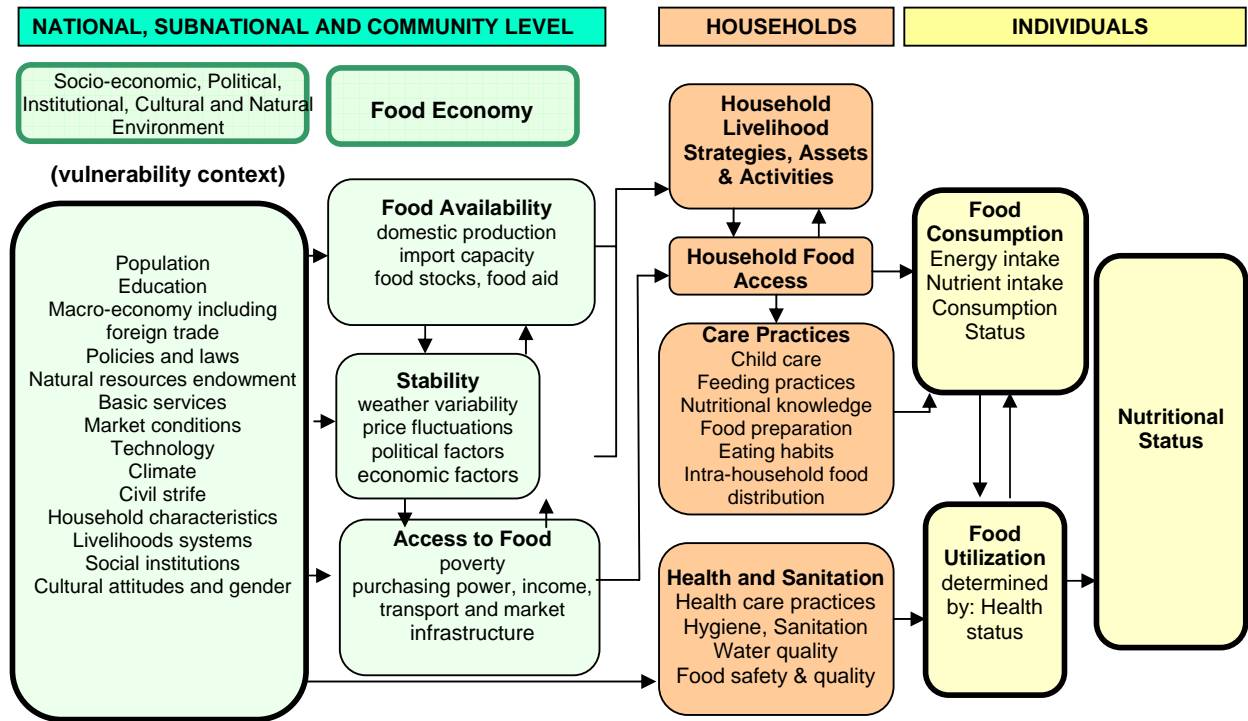 NATIONAL, SUBNATIONAL AND COMMUNITY LEVEL
HOUSEHOLDS
INDIVIDUALS
Socio-economic, Political,
Institutional, Cultural and Natural
Environment
Food Economy
(vulnerability context)
Population
Education
Macro-economy including
foreign trade
Policies and laws
Natural resources endowment
Basic services
Market conditions
Technology
Climate
Civil strife
Household characteristics
Livelihoods systems
Social institutions
Cultural attitudes and gender
Food Availability
domestic production
import capacity
food stocks, food aid
Stability
weather variability
price fluctuations
political factors
economic factors
Access to Food
poverty
purchasing power, income,
transport and market
infrastructure
Household
Livelihood
Strategies, Assets
& Activities
Household Food
Access
Care Practices
Child care
Feeding practices
Nutritional knowledge
Food preparation
Eating habits
Intra-household food
distribution
Health and Sanitation
Health care practices
Hygiene, Sanitation
Water quality
Food safety & quality
Food
Consumption
Energy intake
Nutrient intake
Consumption
Status
Food
Utilization
determined
by: Health
status
Nutritional
Status